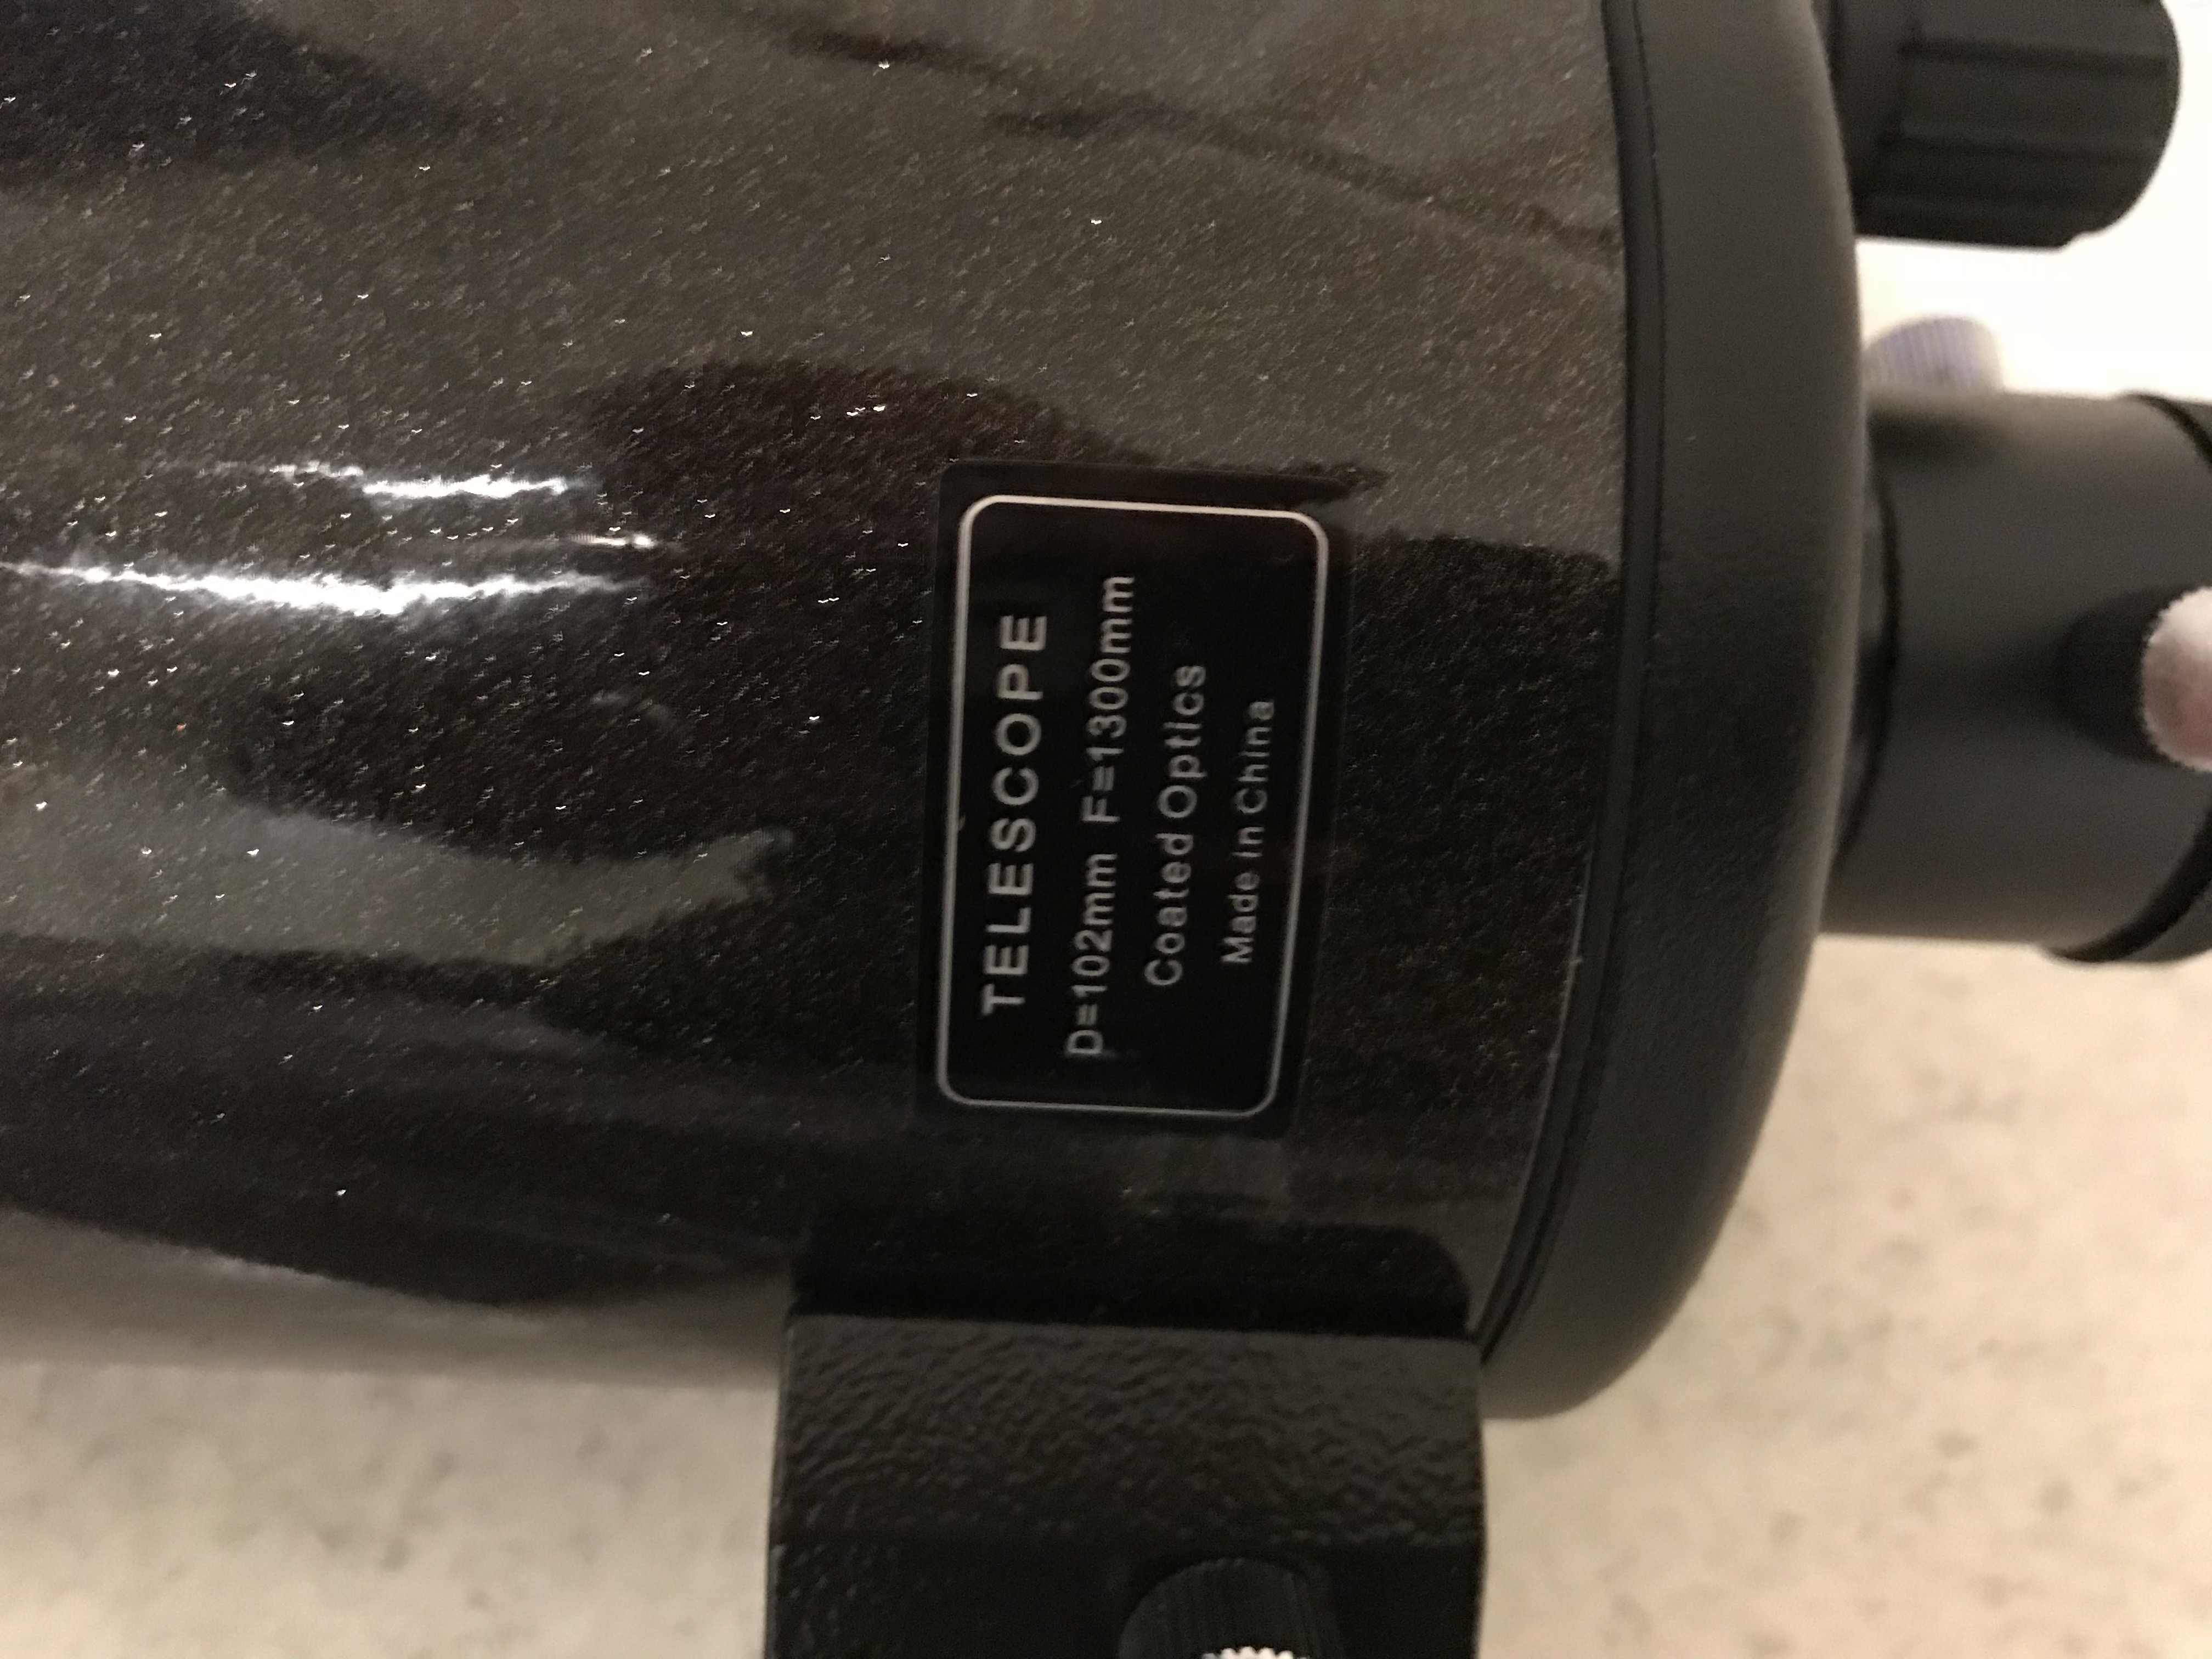 TELESCOPE
D=102mm F=1300mm
Coated Optics
Made in China